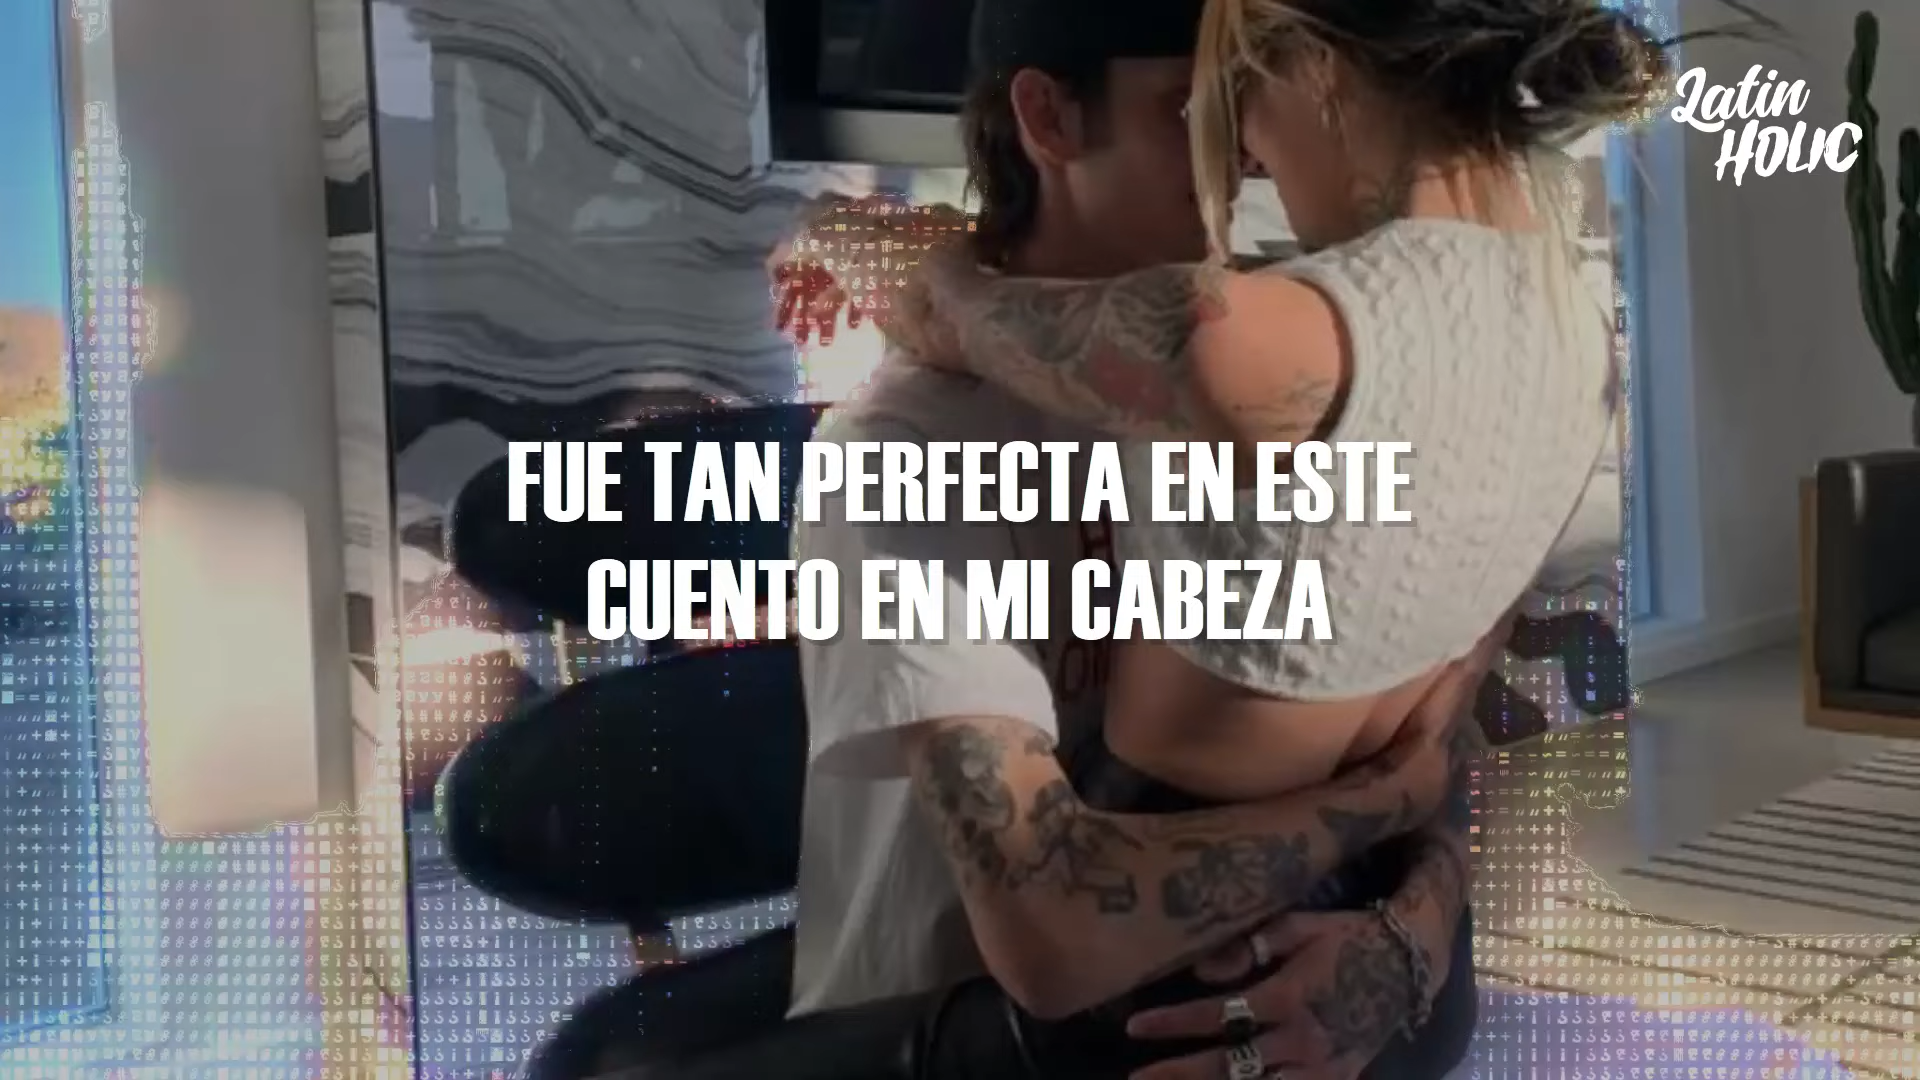 Latin
HOLIC
FUE TAN PERFECTA EN ESTE
CUENTO EN MI CABEZA